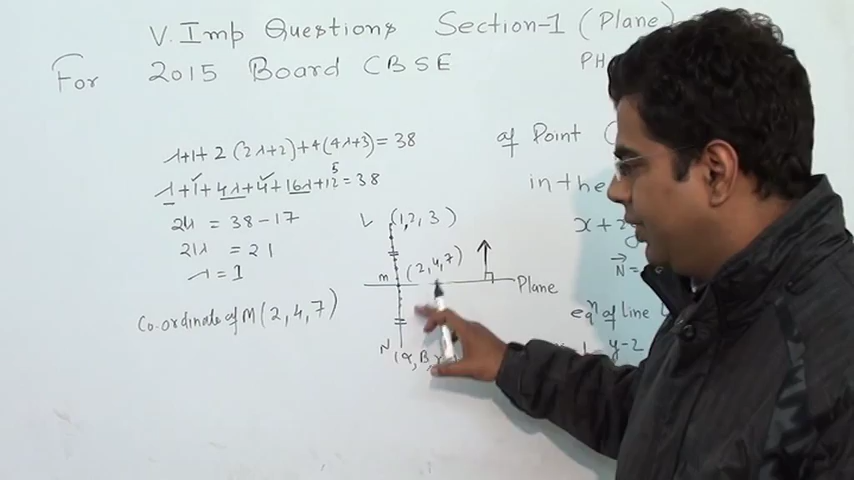 V. Imp Questions Section-1 (Plane)
For 2015 Board CBSE PH
λ+1+ 2 (2λ+2)+4(4λ+3)=38
λ+1+4λ+4+16λ+12=38
5
21λ = 38-17
21λ = 21
λ=1
Co-ordinate of M(2,4,7)
L (1,2,3)
M (2,4,7)
Plane
N (α,β,γ)
of Point (
in the
x+2y
N =
eqn of line L
y-2